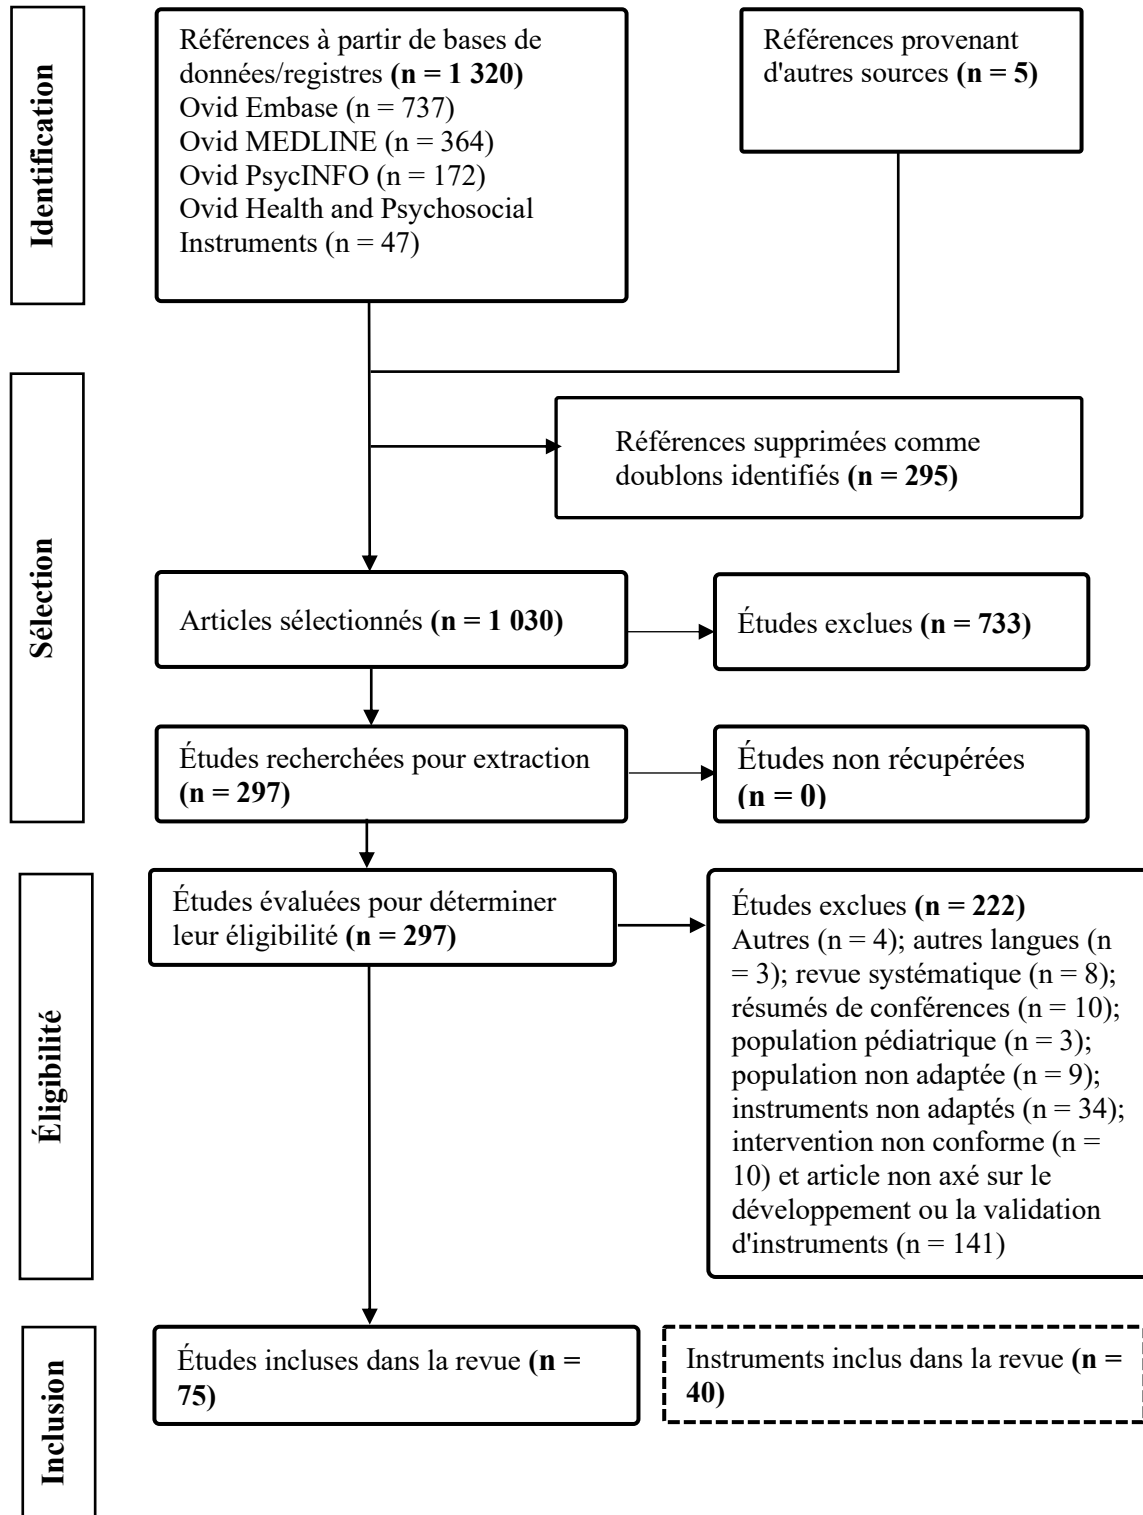 Identification
Références à partir de bases de
données/registres (n = 1 320)
Ovid Embase (n = 737)
Ovid MEDLINE (n = 364)
Ovid PsycINFO (n = 172)
Ovid Health and Psychosocial
Instruments (n = 47)
Références provenant
d'autres sources (n = 5)
Sélection
Références supprimées comme
doublons identifiés (n = 295)
Articles sélectionnés (n = 1 030)
Études exclues (n = 733)
Études recherchées pour extraction
(n = 297)
Études non récupérées
(n = 0)
Éligibilité
Études évaluées pour déterminer
leur éligibilité (n = 297)
Études exclues (n = 222)
Autres (n = 4); autres langues (n
= 3); revue systématique (n = 8);
résumés de conférences (n = 10);
population pédiatrique (n = 3);
population non adaptée (n = 9);
instruments non adaptés (n = 34);
intervention non conforme (n =
10) et article non axé sur le
développement ou la validation
d'instruments (n = 141)
Inclusion
Études incluses dans la revue (n =
75)
Instruments inclus dans la revue (n =
40)